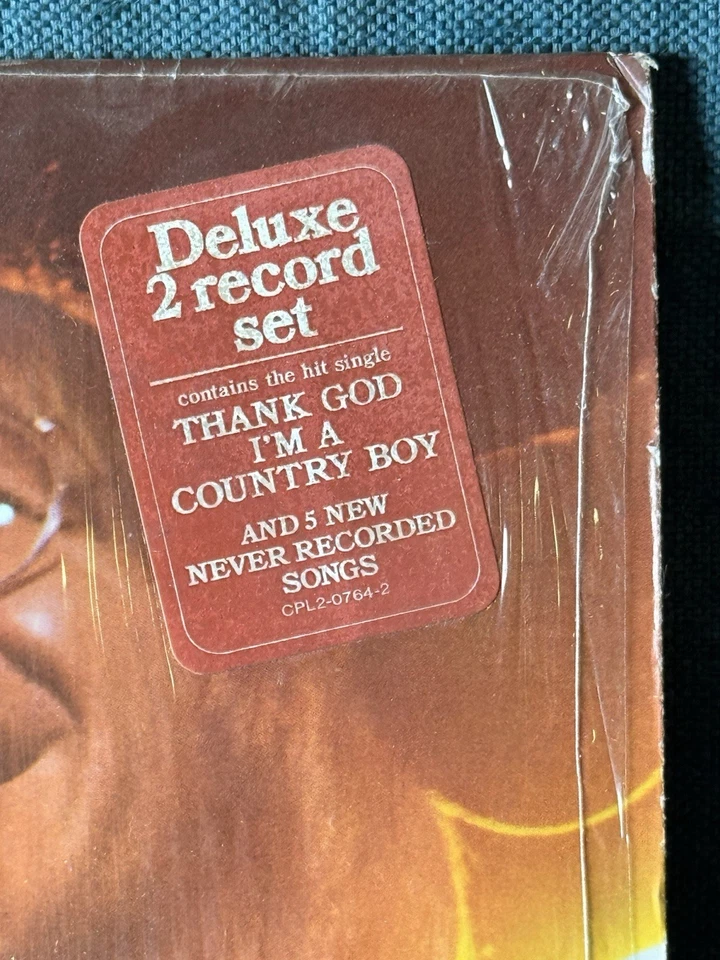 Deluxe
2 record
set
contains the hit single
THANK GOD
I'M A
COUNTRY BOY
AND 5 NEW
NEVER RECORDED
SONGS
CPL2-0764-2